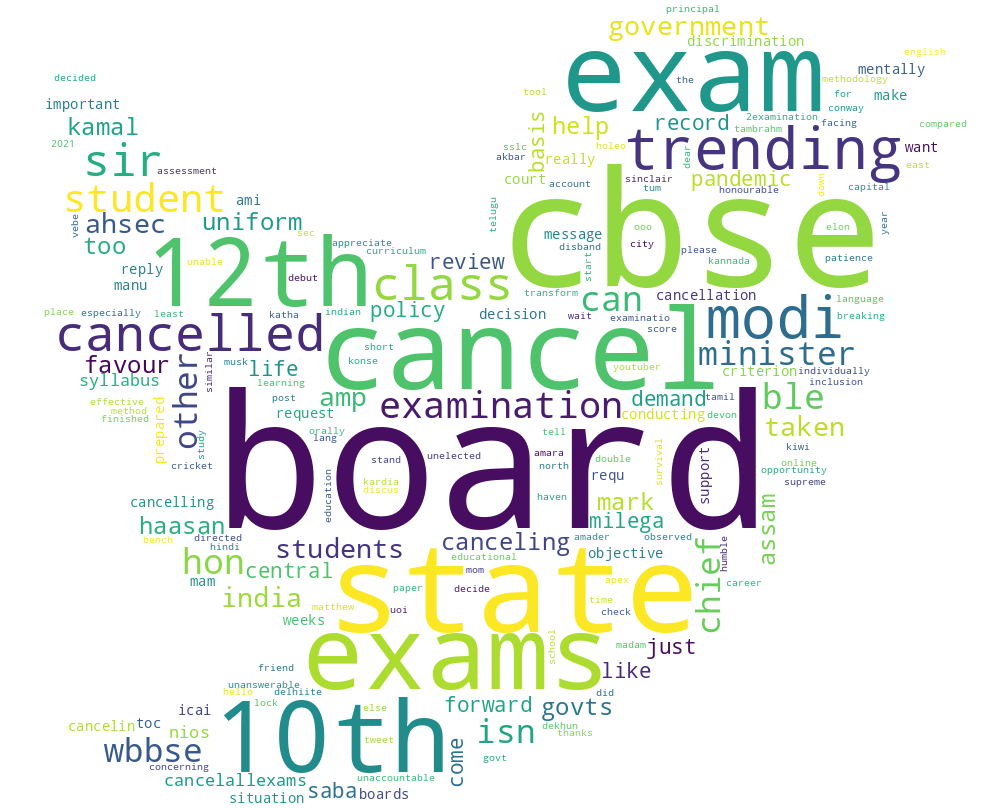 principal
government
discrimination
english
decided
exam
the
mentally
methodology
important
tool
for
make
kamal
basis
help
record
2examination
conway
tambrahm
facing
compared
2021
sslc
holeo
trending
want
sir
assessment
akbar
really
dear
east
court
account
sinclair
pandemic
down
capital
student
tum
honourable
vebe
ahsec
ami
uniform
telugu
cbse
message
ooo
elon
year
too
sec
appreciate
disband
city
please
12th
curriculum
review
start
kannada
patience
reply
unable
debut
class
transform
can
cancellation
language
manu
place
especially
least
katha
indian
policy
decision
wait
examinatio
score
modi
breaking
cancelled
short
cancel
minister
favour
similar
musk
life
konse
youtuber
criterion
individually
syllabus
other
learning
amp
examination
demand
tamil
inclusion
effective
method
finished
prepared
post
request
conducting
devon
ble
taken
study
orally
lang
board
tell
double
survival
kiwi
online
cricket
education
stand
unelected
amara
north
requ
support
opportunity
supreme
kardia
discus
haven
mark
cancelling
assam
haasan
milega
bench
directed
hindi
students
canceling
amader
observed
objective
chief
humble
hon
central
educational
mam
mom
state
apex
career
india
matthew
paper
uoi
decide
time
check
weeks
exams
school
madam
just
friend
like
unanswerable
hello
delhiite
did
lock
10th
else
forward
govts
icai
cancelin
toc
tweet
dekhun
thanks
nios
isn
wbbse
come
govt
concerning
cancelallexams
unaccountable
situation
saba
boards